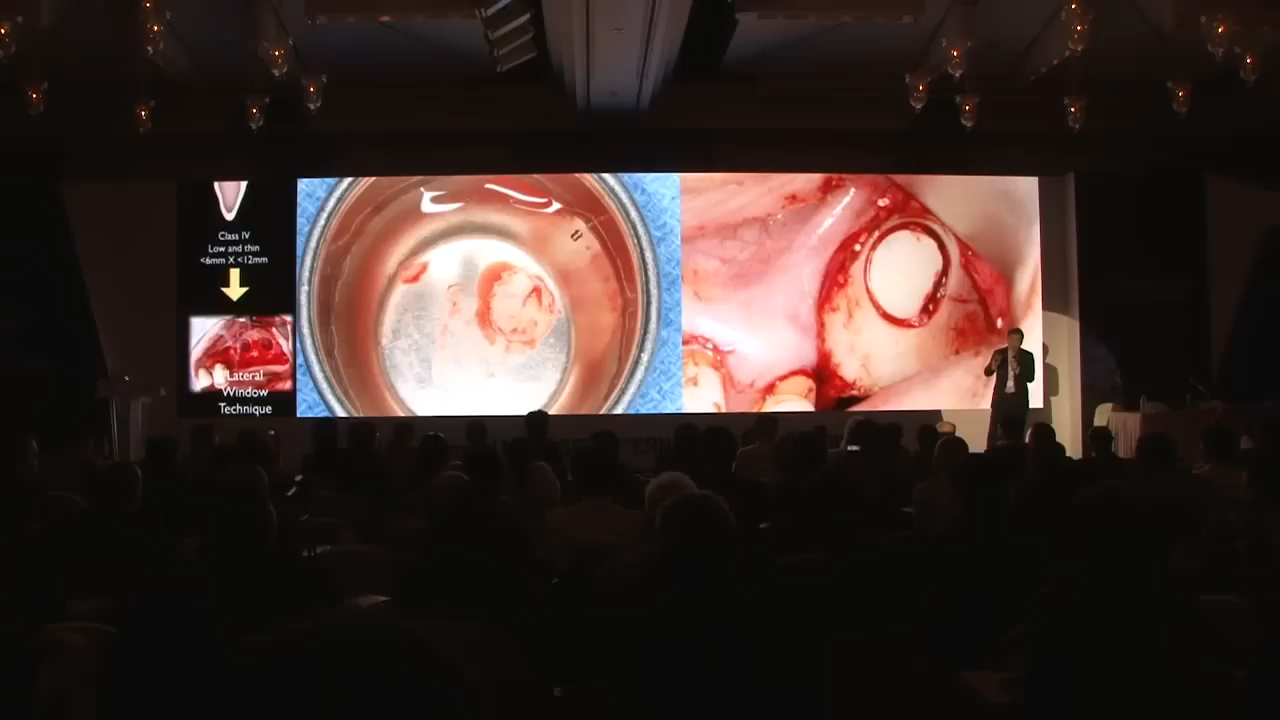 Class IV
Low and thin
<6mm X <12mm
Lateral
Window
Technique